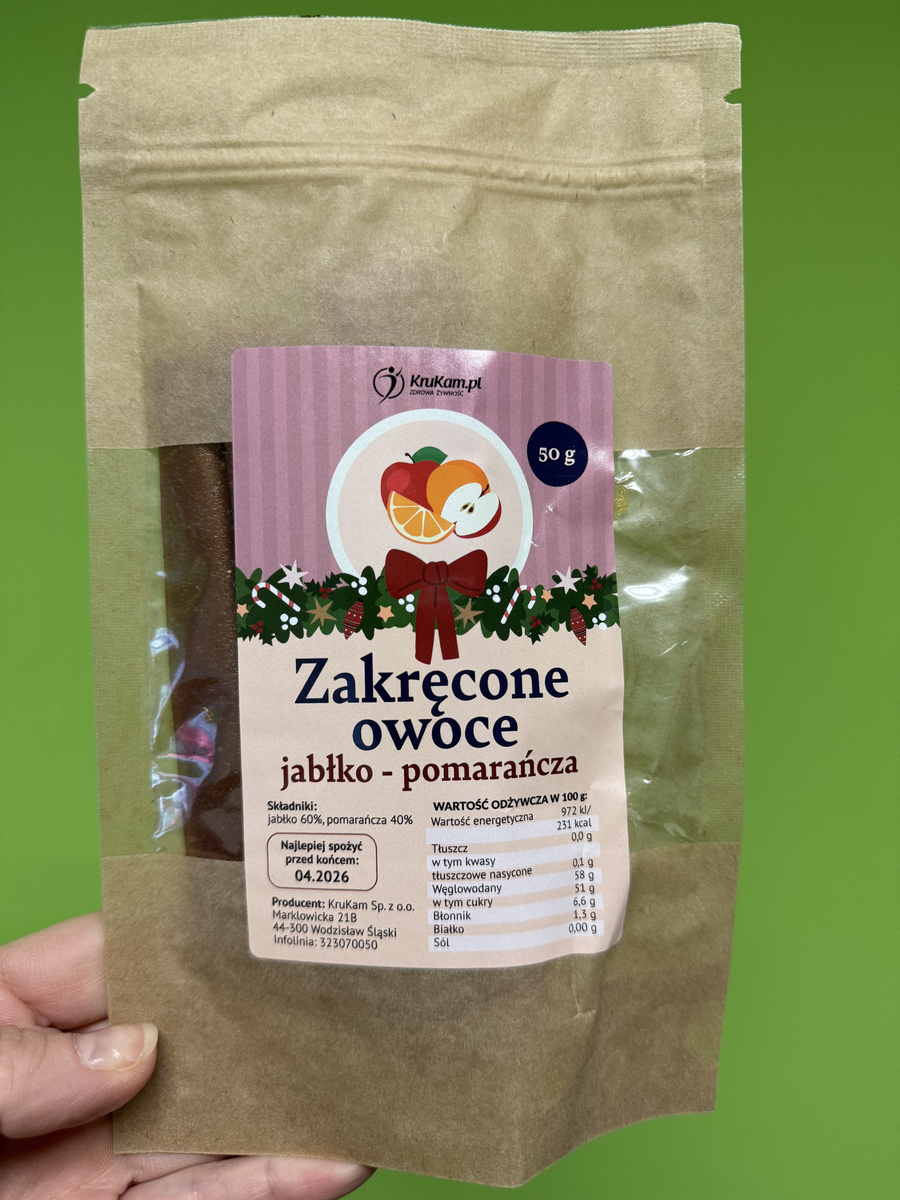 KruKam.pl
ZDROWA ŻYWNOŚĆ
50 g
Zakręcone
owoce
jabłko - pomarańcza
Składniki:
jabłko 60%, pomarańcza 40%
Najlepiej spożyć
przed końcem:
04.2026
Producent: KruKam Sp. z o.o.
Marklowicka 21B
44-300 Wodzisław Śląski
Infolinia: 323070050
WARTOŚĆ ODŻYWCZA W 100 g:
Wartość energetyczna 972 kJ/
231 kcal
0,0 g
Tłuszcz
w tym kwasy 0,1 g
tłuszczowe nasycone 58 g
Węglowodany 51 g
w tym cukry 6,6 g
Błonnik 1,3 g
Białko 0,00 g
Sól